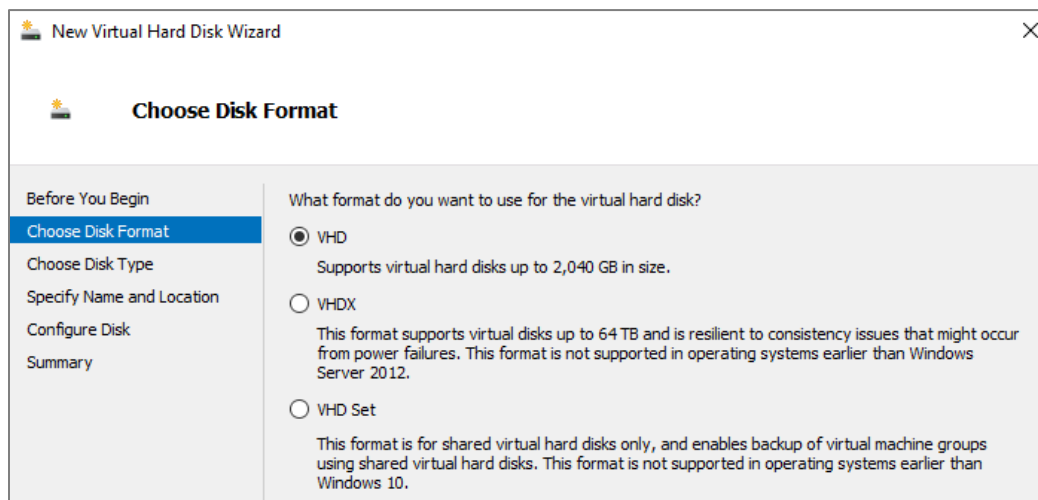 New Virtual Hard Disk Wizard
Choose Disk Format
Before You Begin
Choose Disk Format
Choose Disk Type
Specify Name and Location
Configure Disk
Summary
What format do you want to use for the virtual hard disk?
VHD
Supports virtual hard disks up to 2,040 GB in size.
VHDX
This format supports virtual disks up to 64 TB and is resilient to consistency issues that might occur
from power failures. This format is not supported in operating systems earlier than Windows
Server 2012.
VHD Set
This format is for shared virtual hard disks only, and enables backup of virtual machine groups
using shared virtual hard disks. This format is not supported in operating systems earlier than
Windows 10.